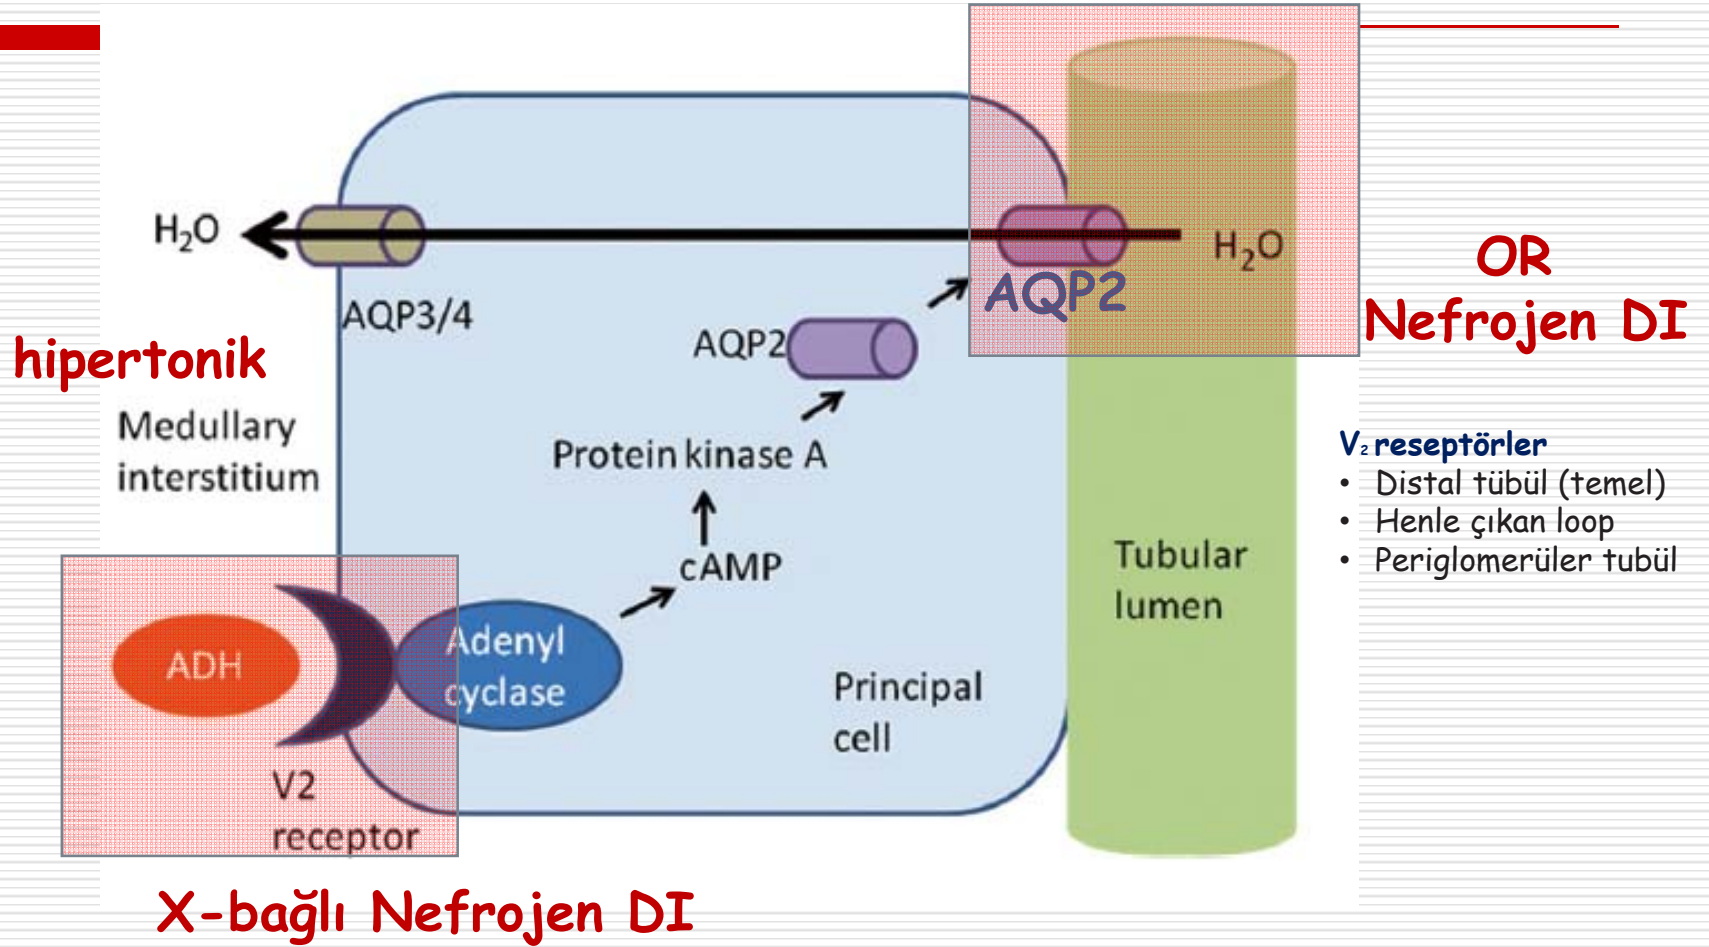 H₂O
H₂O
AQP3/4
AQP2
AQP2
OR
Nefrojen DI
hipertonik
Medullary
interstitium
Protein kinase A
cAMP
V₂ reseptörler
• Distal tübül (temel)
• Henle çıkan loop
• Periglomerüler tubül
Tubular
lumen
ADH
Adenyl
cyclase
Principal
cell
V2
receptor
X-bağlı Nefrojen DI